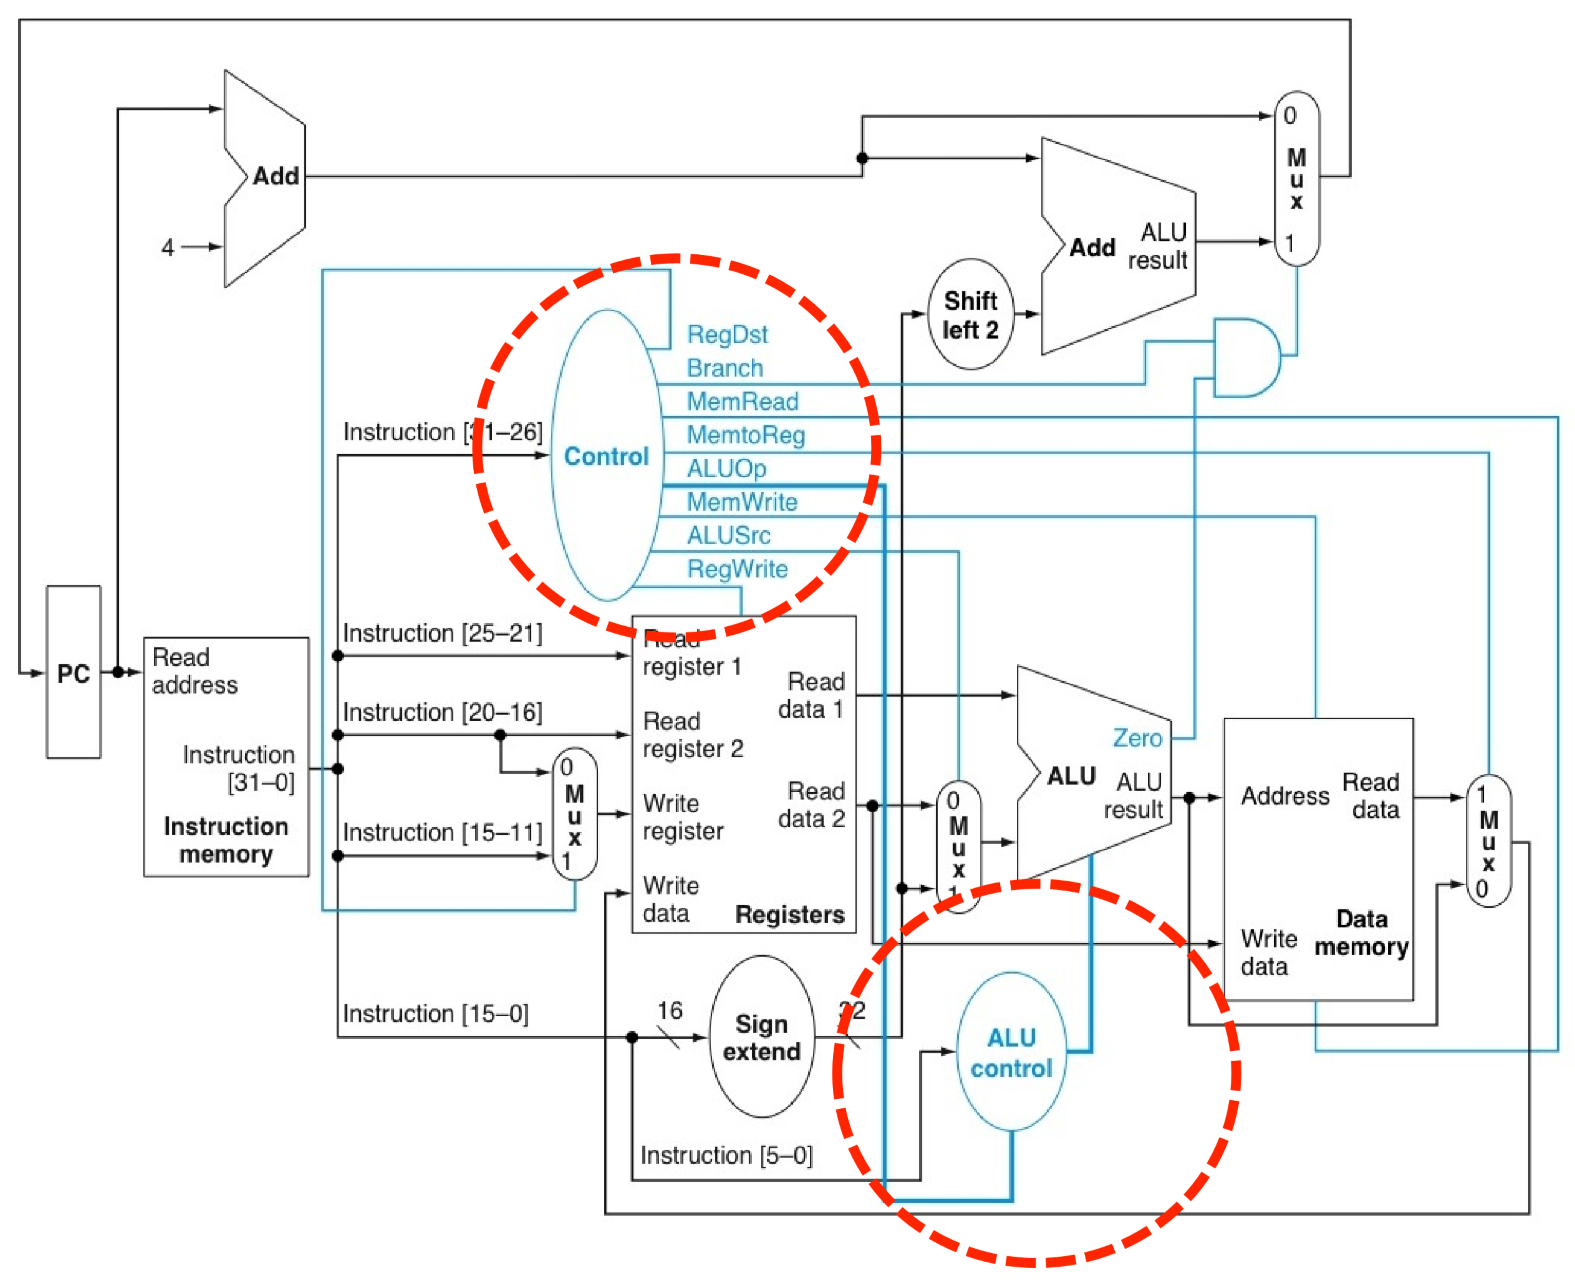 0
M
u
x
1
Add
4
Add
ALU
result
Shift
left 2
RegDst
Branch
MemRead
MemtoReg
ALUOp
MemWrite
ALUSrc
RegWrite
Control
Instruction [31–26]
Instruction [25–21]
Instruction [20–16]
Instruction [15–11]
Instruction [15–0]
Instruction [5–0]
PC
Read
address
Instruction
[31–0]
Instruction
memory
0
M
u
x
1
Read
register 1
Read
register 2
Write
register
Write
data
Read
data 1
Read
data 2
Registers
0
M
u
x
1
Zero
ALU
ALU
result
Address
Read
data
Write
data
Data
memory
1
M
u
x
0
16
Sign
extend
32
ALU
control